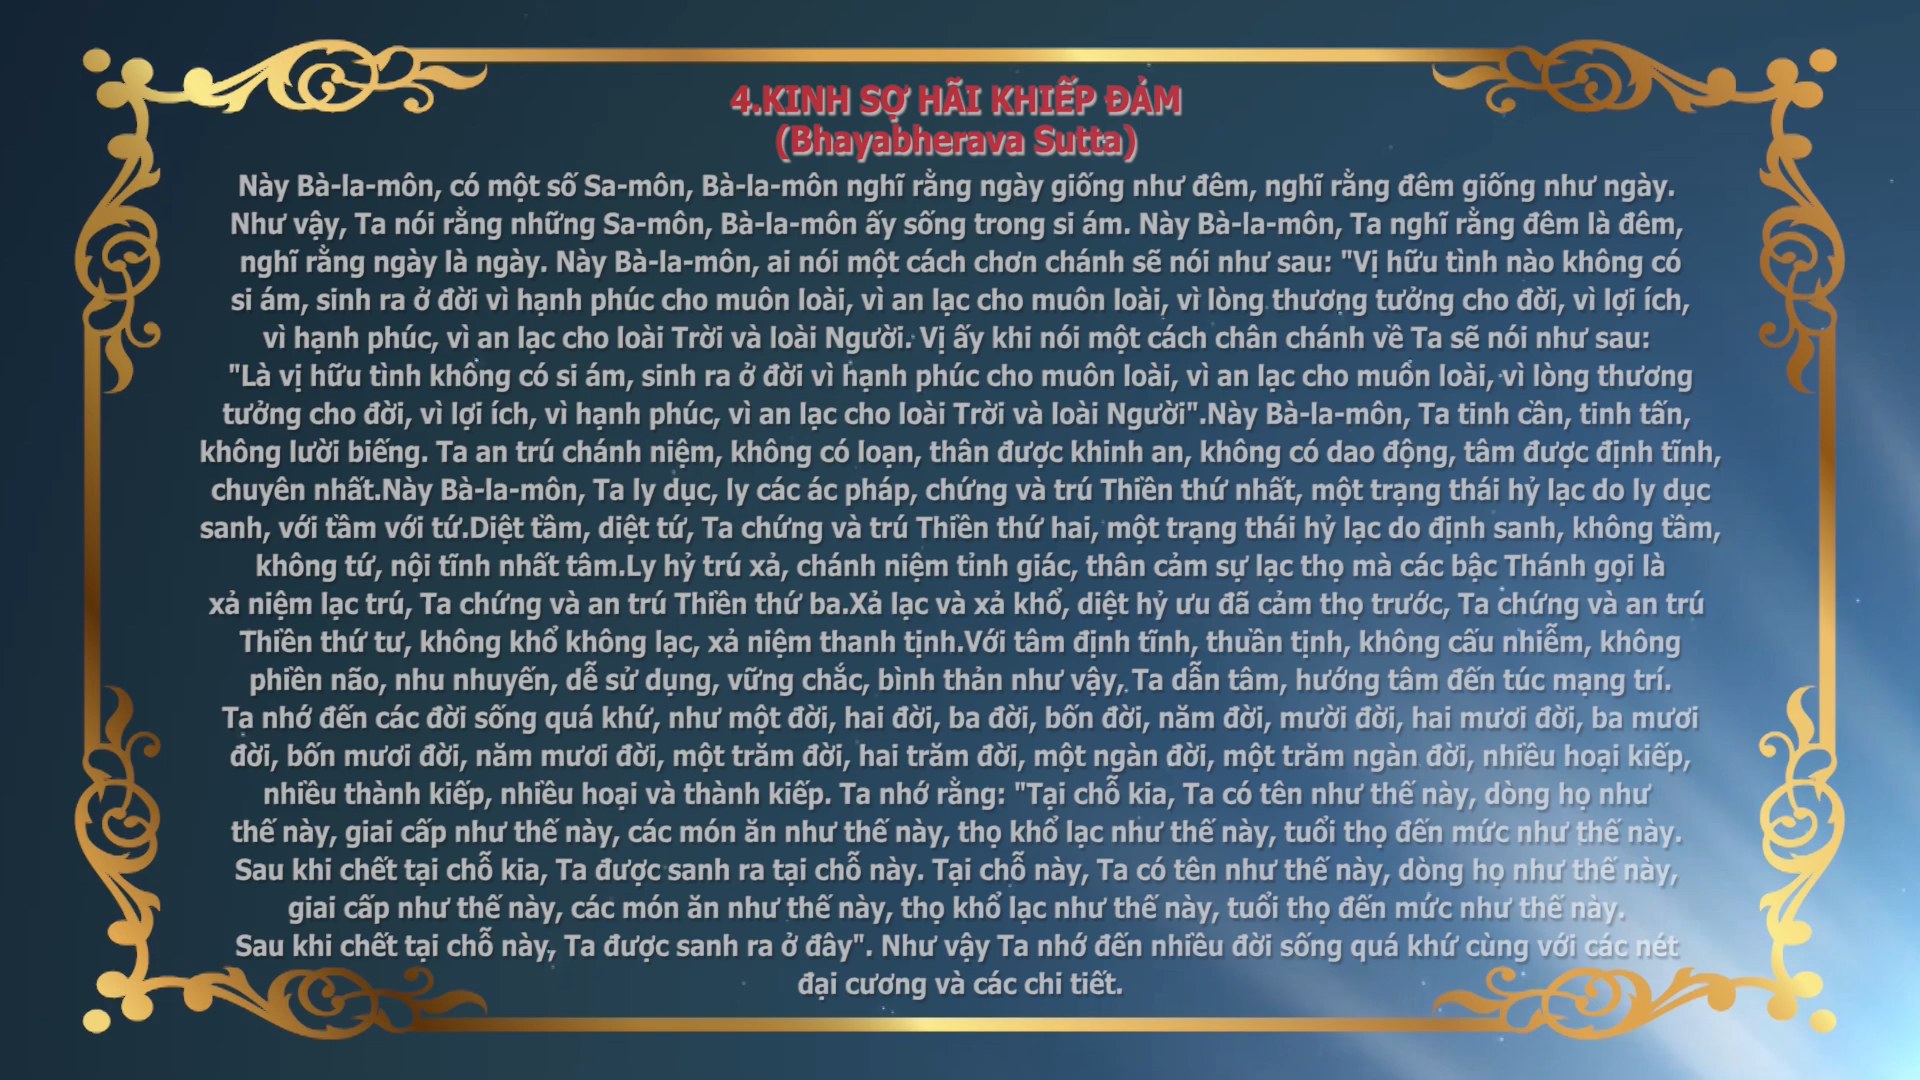 4.KINH SỢ HÃI KHIẾP ĐẢM
(Bhayabherava Sutta)
Này Bà-la-môn, có một số Sa-môn, Bà-la-môn nghĩ rằng ngày giống như đêm, nghĩ rằng đêm giống như ngày.
Như vậy, Ta nói rằng những Sa-môn, Bà-la-môn ấy sống trong si ám. Này Bà-la-môn, Ta nghĩ rằng đêm là đêm,
nghĩ rằng ngày là ngày. Này Bà-la-môn, ai nói một cách chơn chánh sẽ nói như sau: "Vị hữu tình nào không có
si ám, sinh ra ở đời vì hạnh phúc cho muôn loài, vì an lạc cho muôn loài, vì lòng thương tưởng cho đời, vì lợi ích,
vì hạnh phúc, vì an lạc cho loài Trời và loài Người. Vị ấy khi nói một cách chân chánh về Ta sẽ nói như sau:
"Là vị hữu tình không có si ám, sinh ra ở đời vì hạnh phúc cho muôn loài, vì an lạc cho muôn loài, vì lòng thương
tưởng cho đời, vì lợi ích, vì hạnh phúc, vì an lạc cho loài Trời và loài Người".Này Bà-la-môn, Ta tinh cần, tinh tấn,
không lười biếng. Ta an trú chánh niệm, không có loạn, thân được khinh an, không có dao động, tâm được định tĩnh,
chuyên nhất.Này Bà-la-môn, Ta ly dục, ly các ác pháp, chứng và trú Thiền thứ nhất, một trạng thái hỷ lạc do ly dục
sanh, với tầm với tứ.Diệt tầm, diệt tứ, Ta chứng và trú Thiền thứ hai, một trạng thái hỷ lạc do định sanh, không tầm,
không tứ, nội tĩnh nhất tâm.Ly hỷ trú xả, chánh niệm tỉnh giác, thân cảm sự lạc thọ mà các bậc Thánh gọi là
xả niệm lạc trú, Ta chứng và an trú Thiền thứ ba.Xả lạc và xả khổ, diệt hỷ ưu đã cảm thọ trước, Ta chứng và an trú
Thiền thứ tư, không khổ không lạc, xả niệm thanh tịnh.Với tâm định tĩnh, thuần tịnh, không cấu nhiễm, không
phiền não, nhu nhuyến, dễ sử dụng, vững chắc, bình thản như vậy, Ta dẫn tâm, hướng tâm đến túc mạng trí.
Ta nhớ đến các đời sống quá khứ, như một đời, hai đời, ba đời, bốn đời, năm đời, mười đời, hai mươi đời, ba mươi
đời, bốn mươi đời, năm mươi đời, một trăm đời, hai trăm đời, một ngàn đời, một trăm ngàn đời, nhiều hoại kiếp,
nhiều thành kiếp, nhiều hoại và thành kiếp. Ta nhớ rằng: "Tại chỗ kia, Ta có tên như thế này, dòng họ như
thế này, giai cấp như thế này, các món ăn như thế này, thọ khổ lạc như thế này, tuổi thọ đến mức như thế này.
Sau khi chết tại chỗ kia, Ta được sanh ra tại chỗ này. Tại chỗ này, Ta có tên như thế này, dòng họ như thế này,
giai cấp như thế này, các món ăn như thế này, thọ khổ lạc như thế này, tuổi thọ đến mức như thế này.
Sau khi chết tại chỗ này, Ta được sanh ra ở đây". Như vậy Ta nhớ đến nhiều đời sống quá khứ cùng với các nét
đại cương và các chi tiết.